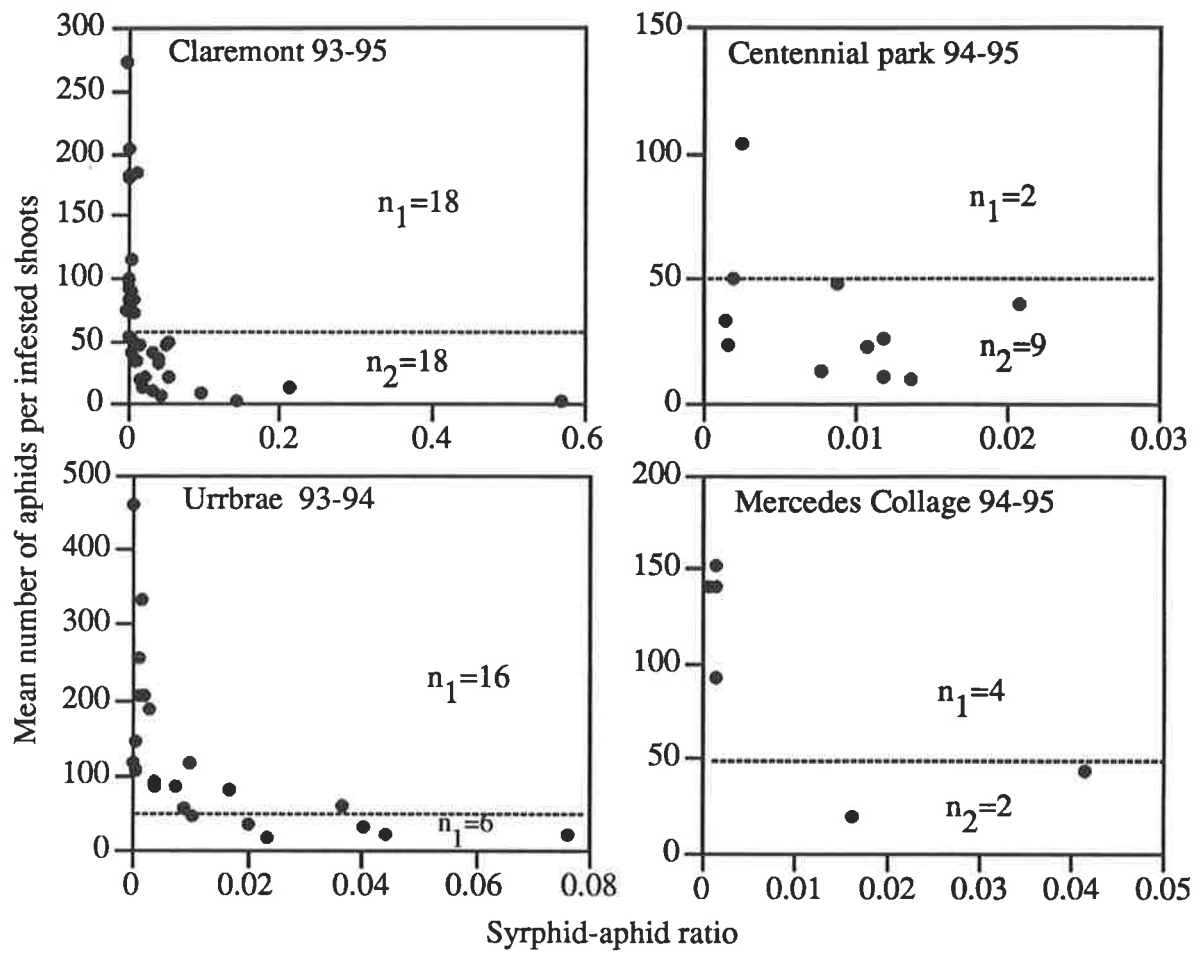 Mean number of aphids per infested shoots
Claremont 93-95
300
250
200
150
100
50
0
n1=18
n2=18
0 0.2 0.4 0.6
Centennial park 94-95
150
100
50
0
n1=2
n2=9
0 0.01 0.02 0.03
Urrbrae 93-94
500
400
300
200
100
0
n1=16
n1=6
0 0.02 0.04 0.06 0.08
Mercedes Collage 94-95
200
150
100
50
0
n1=4
n2=2
0 0.01 0.02 0.03 0.04 0.05
Syrphid-aphid ratio